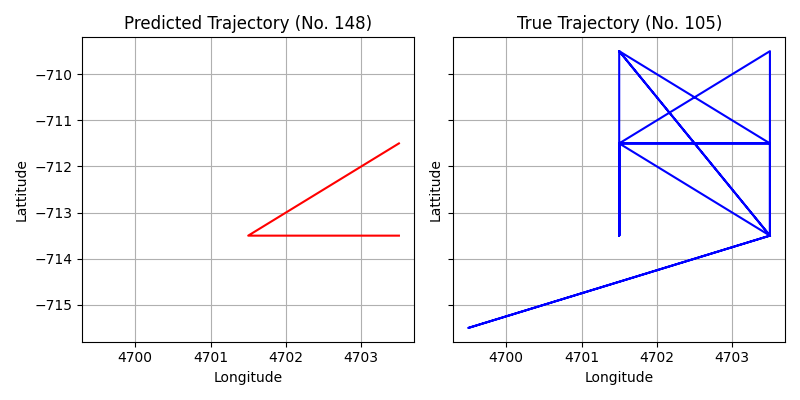 Predicted Trajectory (No. 148)
True Trajectory (No. 105)
−710
−711
−712
−713
−714
−715
Lattitude
Lattitude
4700 4701 4702 4703
4700 4701 4702 4703
Longitude
Longitude